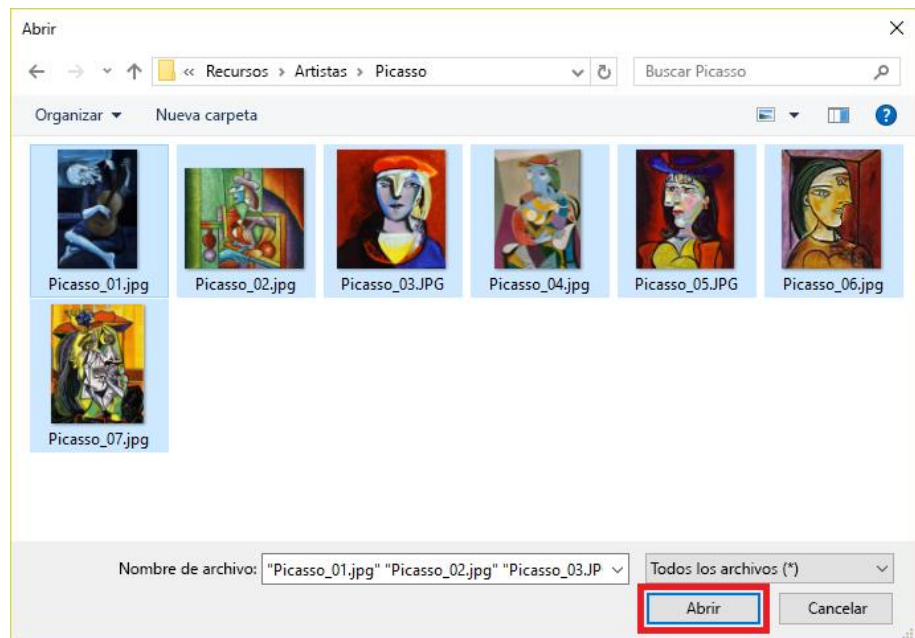 Abrir
« Recursos > Artistas > Picasso
Buscar Picasso
Organizar
Nueva carpeta
?
Picasso_01.jpg
Picasso_02.jpg
Picasso_03.JPG
Picasso_04.jpg
Picasso_05.JPG
Picasso_06.jpg
Picasso_07.jpg
Nombre de archivo: "Picasso_01.jpg" "Picasso_02.jpg" "Picasso_03.JP
Todos los archivos (*)
Abrir
Cancelar